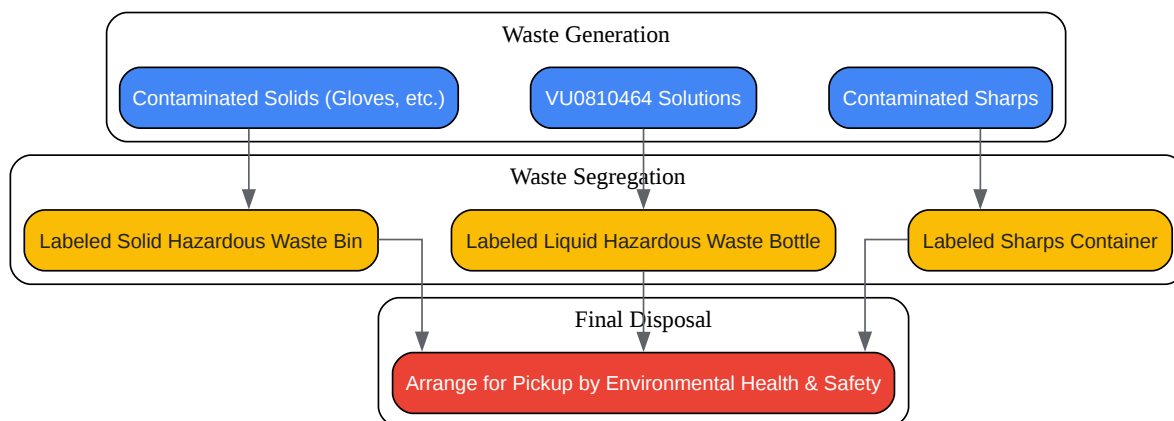 Waste Generation
Contaminated Solids (Gloves, etc.)
VU0810464 Solutions
Contaminated Sharps
Waste Segregation
Labeled Solid Hazardous Waste Bin
Labeled Liquid Hazardous Waste Bottle
Labeled Sharps Container
Final Disposal
Arrange for Pickup by Environmental Health & Safety